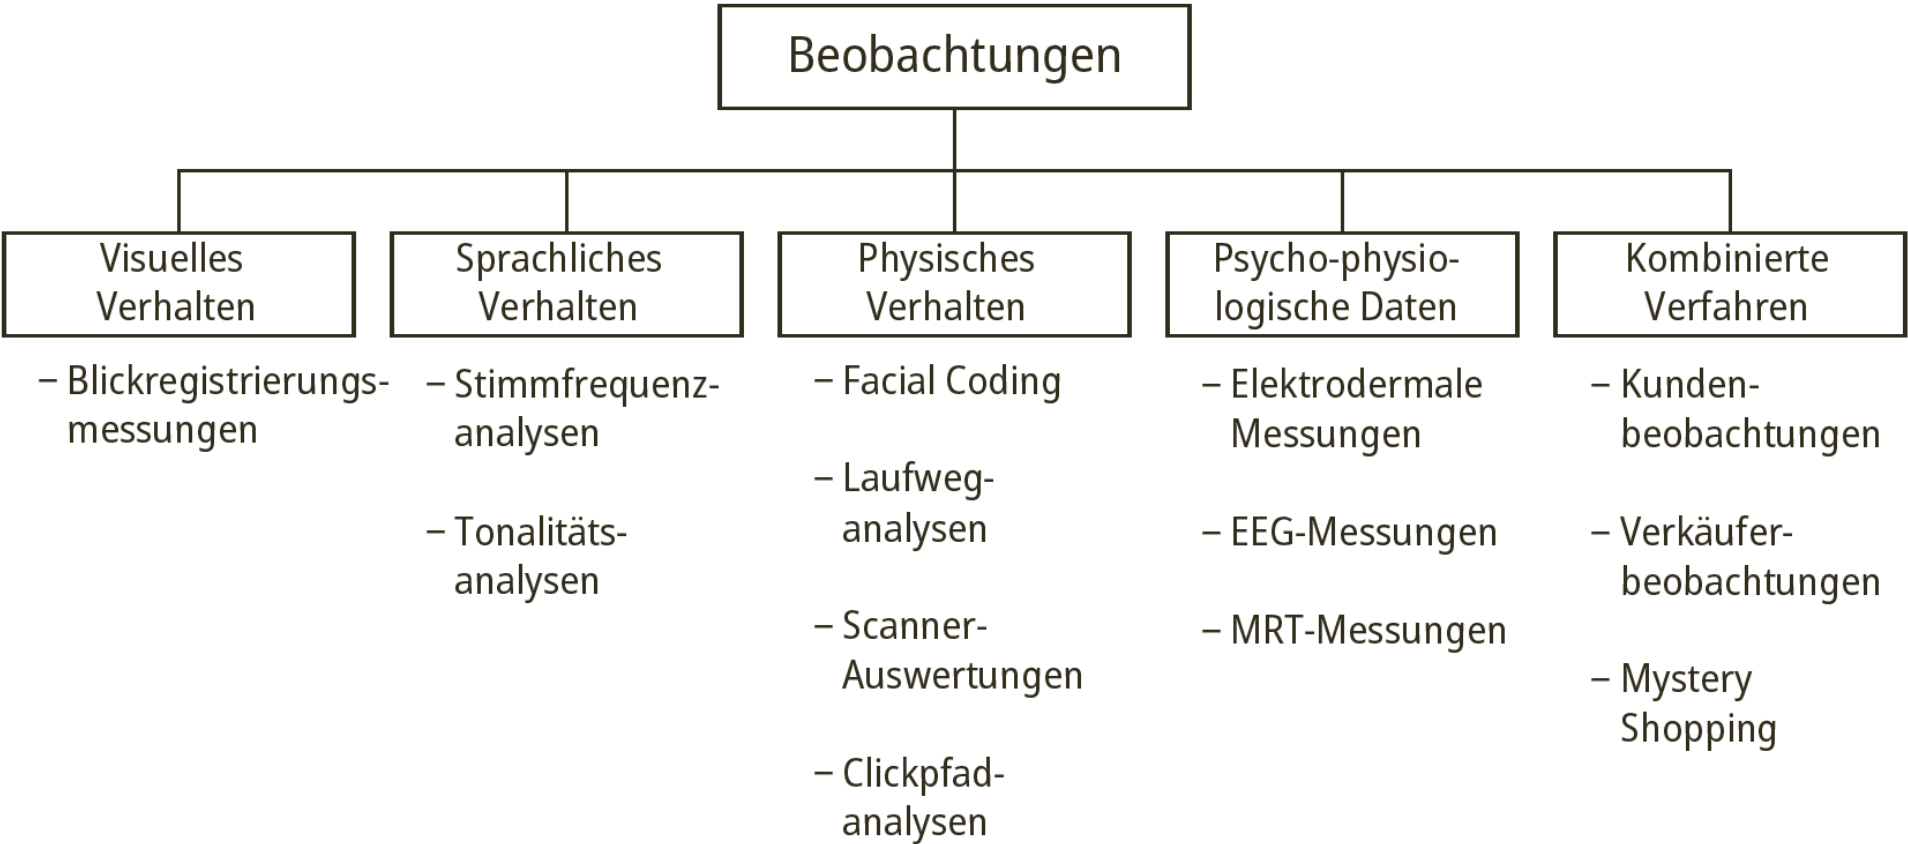 Beobachtungen
Visuelles
Verhalten
– Blickregistrierungs-
messungen
Sprachliches
Verhalten
– Stimmfrequenz-
analysen
– Tonalitäts-
analysen
Physisches
Verhalten
– Facial Coding
– Laufweg-
analysen
– Scanner-
Auswertungen
– Clickpfad-
analysen
Psycho-physio-
logische Daten
– Elektrodermale
Messungen
– EEG-Messungen
– MRT-Messungen
Kombinierte
Verfahren
– Kunden-
beobachtungen
– Verkäufer-
beobachtungen
– Mystery
Shopping